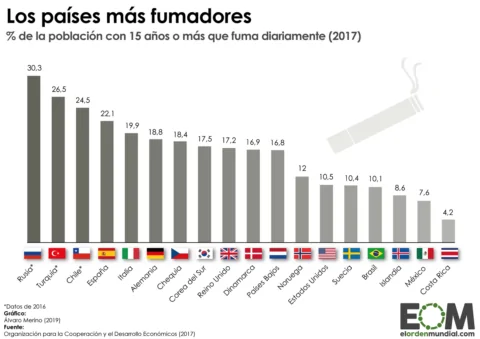 Los países más fumadores
% de la población con 15 años o más que fuma diariamente (2017)
30,3
26,5
24,5
22,1
19,9
18,8
18,4
17,5
17,2
16,9
16,8
12
10,5
10,4
10,1
8,6
7,6
4,2
Rusia*
Turquía*
Chile*
España
Italia
Alemania
Chequia
Corea del Sur
Reino Unido
Dinamarca
Países Bajos
Noruega
Estados Unidos
Suecia
Brasil
Islandia
México
Costa Rica
*Datos de 2016
Gráfico:
Álvaro Merino (2019)
Fuente:
Organización para la Cooperación y el Desarrollo Económicos (2017)
EOM
elordenmundial.com